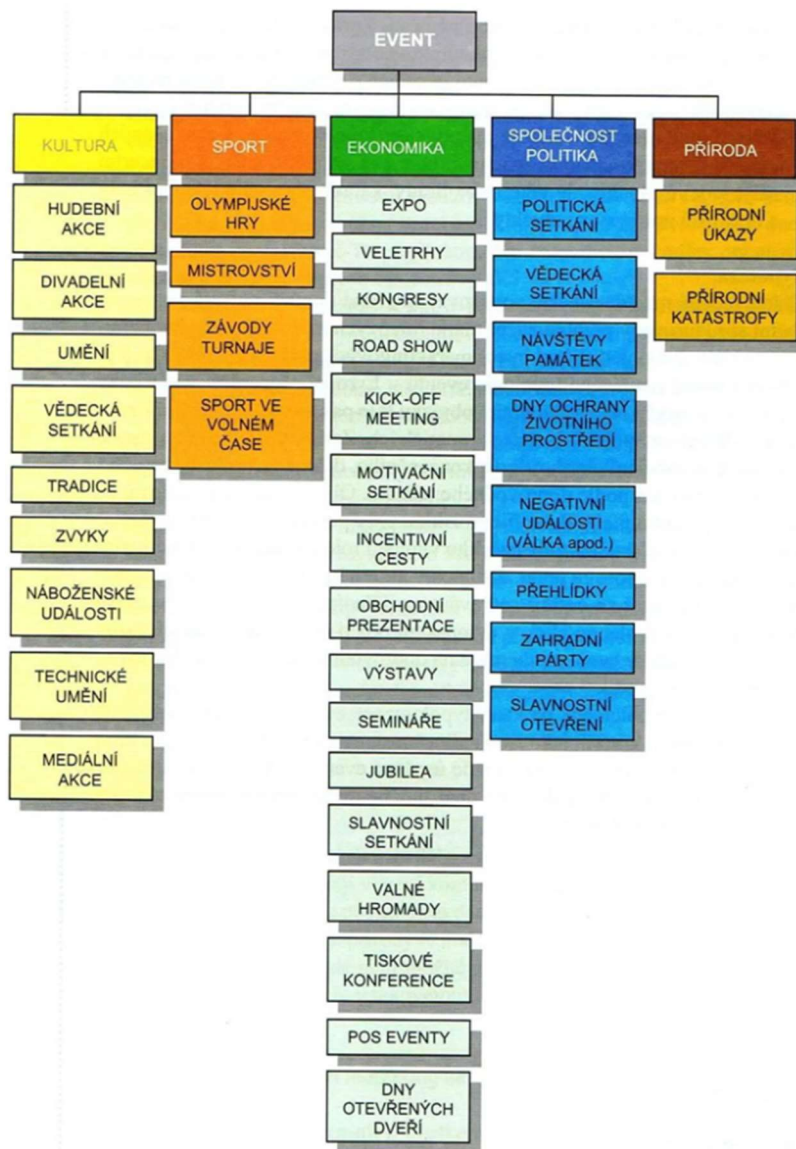 EVENT
KULTURA
HUDEBNÍ
AKCE
DIVADELNÍ
AKCE
UMĚNÍ
VĚDECKÁ
SETKÁNÍ
TRADICE
ZVYKY
NÁBOŽENSKÉ
UDÁLOSTI
TECHNICKÉ
UMĚNÍ
MEDIÁLNÍ
AKCE
SPORT
OLYMPIJSKÉ
HRY
MISTROVSTVÍ
ZÁVODY
TURNAJE
SPORT VE
VOLNÉM
ČASE
EKONOMIKA
EXPO
VELETRHY
KONGRESY
ROAD SHOW
KICK-OFF
MEETING
MOTIVAČNÍ
SETKÁNÍ
INCENTIVNÍ
CESTY
OBCHODNÍ
PREZENTACE
VÝSTAVY
SEMINÁŘE
JUBILEA
SLAVNOSTNÍ
SETKÁNÍ
VALNÉ
HROMADY
TISKOVÉ
KONFERENCE
POS EVENTY
DNY
OTEVŘENÝCH
DVEŘÍ
SPOLEČNOST
POLITIKA
POLITICKÁ
SETKÁNÍ
VĚDECKÁ
SETKÁNÍ
NÁVŠTĚVY
PAMÁTEK
DNY OCHRANY
ŽIVOTNÍHO
PROSTŘEDÍ
NEGATIVNÍ
UDÁLOSTI
(VÁLKA apod.)
PŘEHLÍDKY
ZAHRADNÍ
PÁRTY
SLAVNOSTNÍ
OTEVŘENÍ
PŘÍRODA
PŘÍRODNÍ
ÚKAZY
PŘÍRODNÍ
KATASTROFY